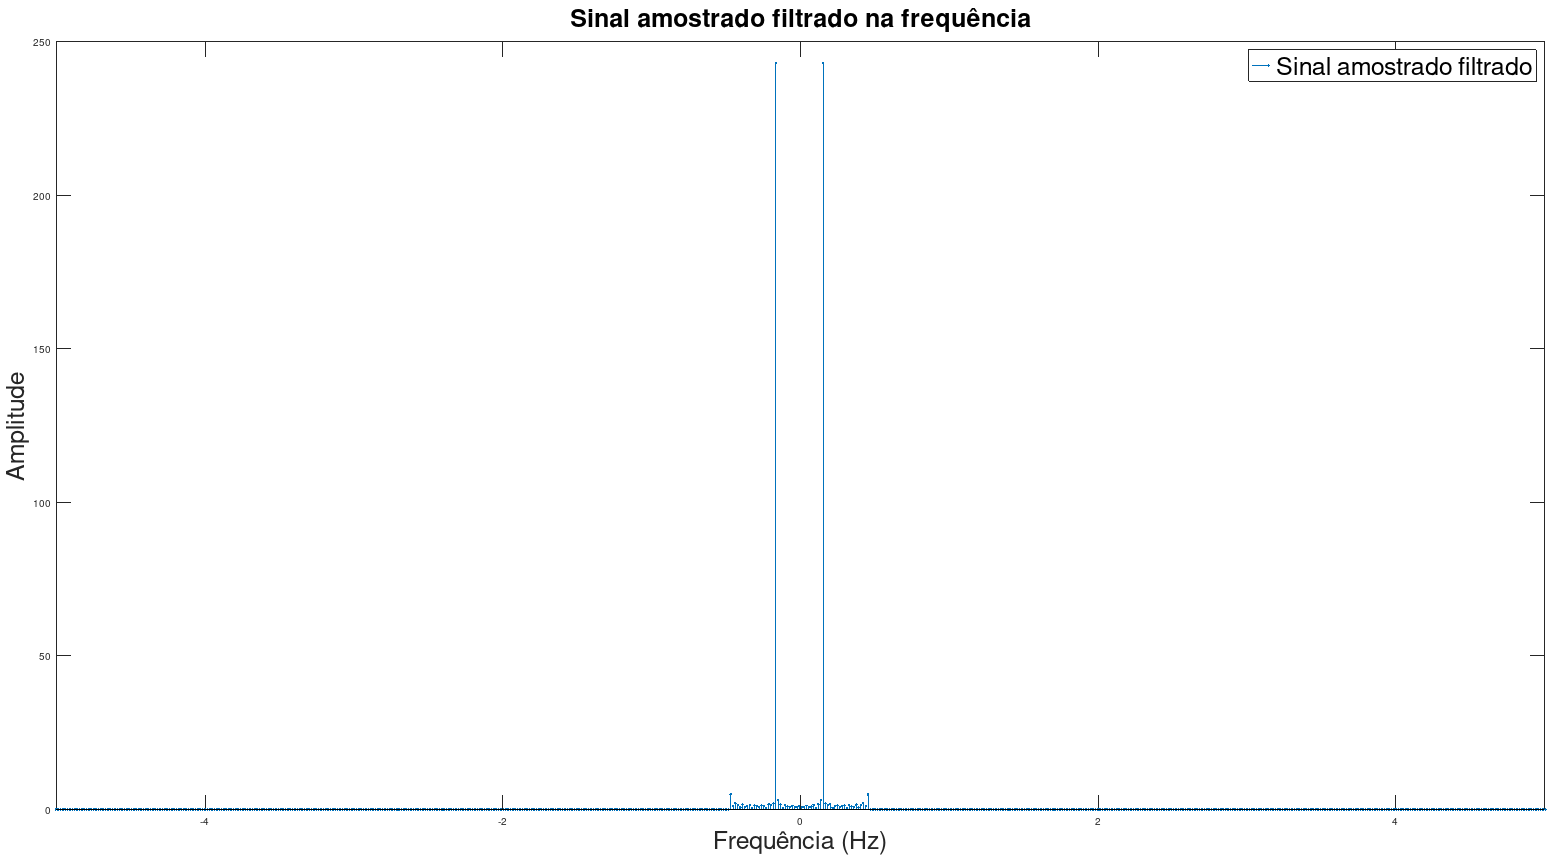 Sinal amostrado filtrado na frequência
Sinal amostrado filtrado
Amplitude
250
200
150
100
50
0
-4
-2
0
2
4
Frequência (Hz)